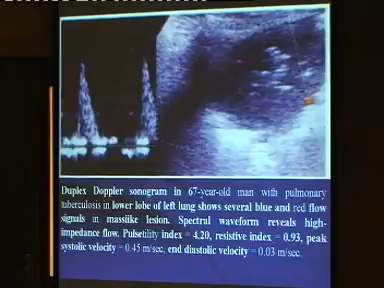 Duplex Doppler sonogram in 67-year-old man with pulmonary
tuberculosis in lower lobe of left lung shows several blue and red flow
signals in massiike lesion. Spectral waveform reveals high-
impedance flow. Pulsetility index = 4.20, resistive index = 0.93, peak
systolic velocity = 0.45 m/sec, end diastolic velocity = 0.03 m/sec.